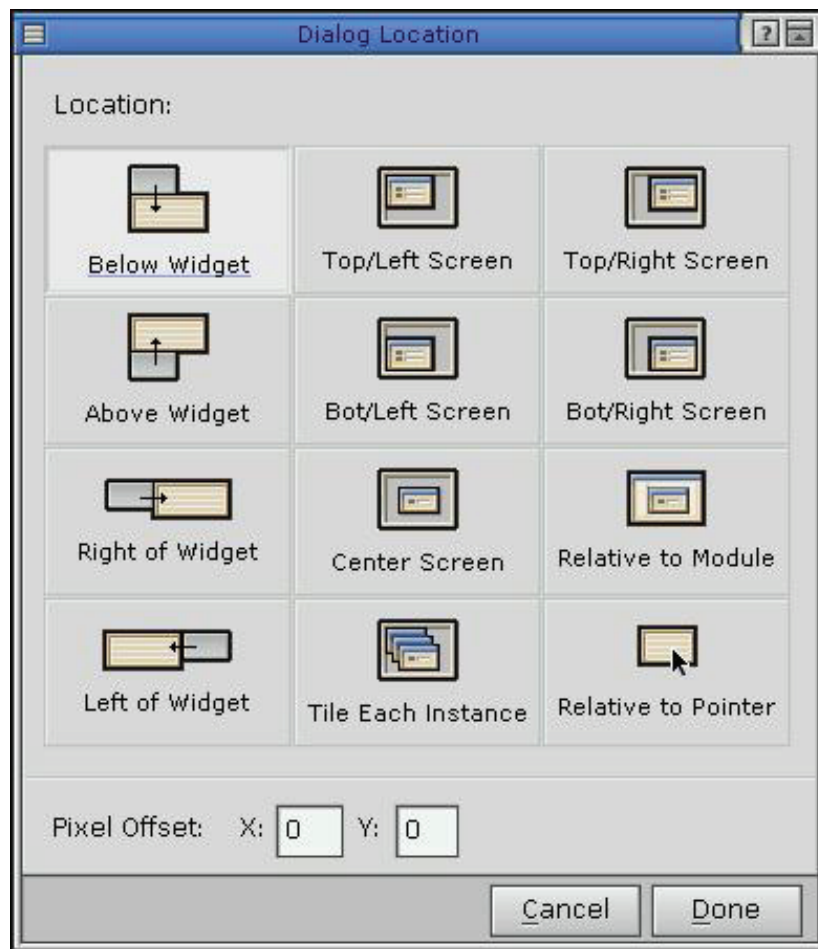 Dialog Location
?
Location:
Below Widget
Top/Left Screen
Top/Right Screen
Above Widget
Bot/Left Screen
Bot/Right Screen
Right of Widget
Center Screen
Relative to Module
Left of Widget
Tile Each Instance
Relative to Pointer
Pixel Offset: X: 0 Y: 0
Cancel
Done